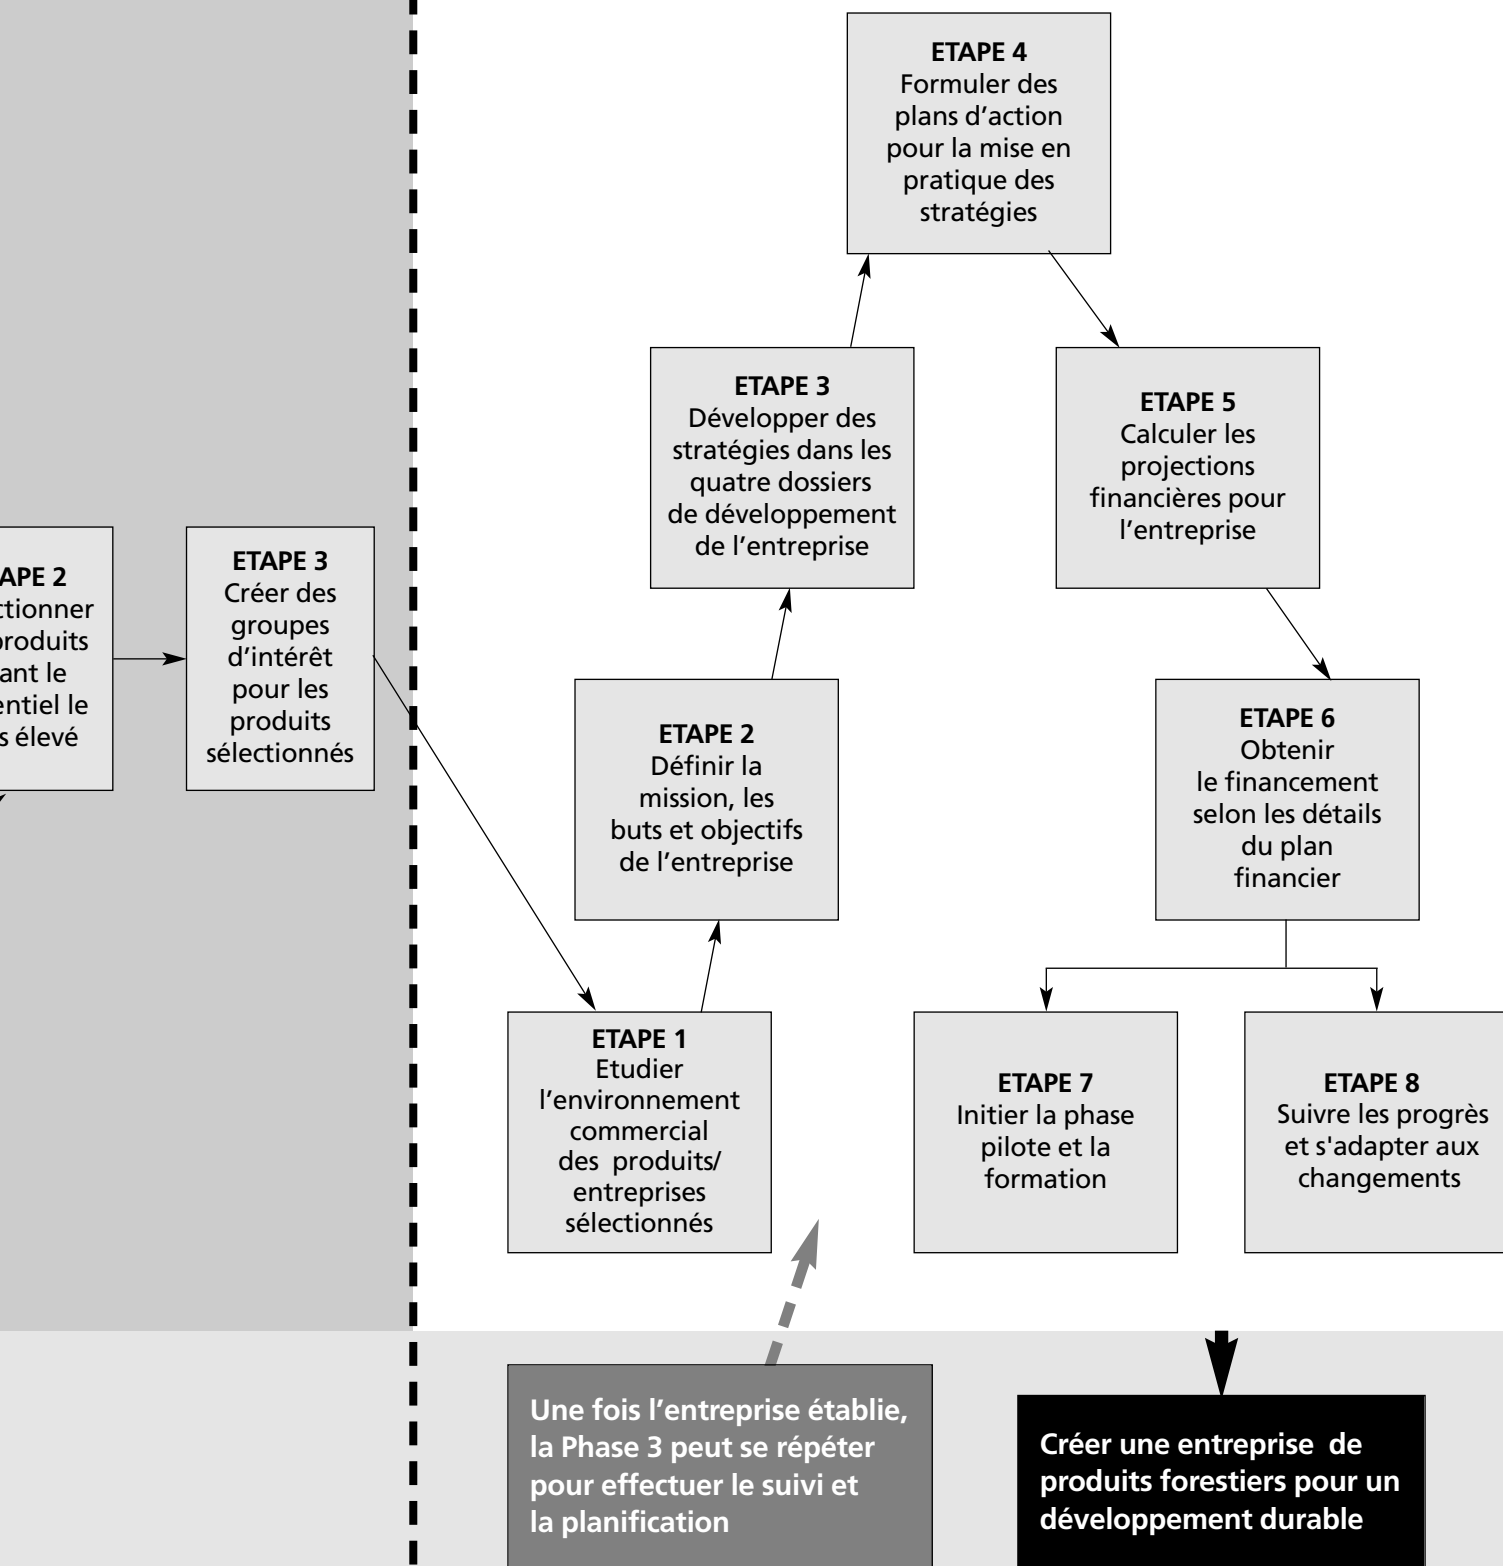 ETAPE 4
Formuler des
plans d’action
pour la mise en
pratique des
stratégies
ETAPE 3
Développer des
stratégies dans les
quatre dossiers
de développement
de l’entreprise
ETAPE 5
Calculer les
projections
financières pour
l’entreprise
APE 2
ctionner
produits
ant le
entiel le
s élevé
ETAPE 3
Créer des
groupes
d’intérêt
pour les
produits
sélectionnés
ETAPE 2
Définir la
mission, les
buts et objectifs
de l’entreprise
ETAPE 6
Obtenir
le financement
selon les détails
du plan
financier
ETAPE 1
Etudier
l’environnement
commercial
des produits/
entreprises
sélectionnés
ETAPE 7
Initier la phase
pilote et la
formation
ETAPE 8
Suivre les progrès
et s'adapter aux
changements
Une fois l’entreprise établie,
la Phase 3 peut se répéter
pour effectuer le suivi et
la planification
Créer une entreprise de
produits forestiers pour un
développement durable